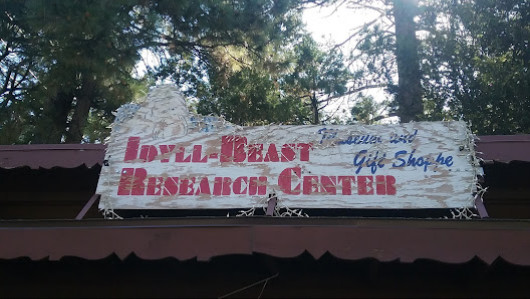 IDYLL-BEAST
RESEARCH CENTER
Museum and
Gift Shoppe